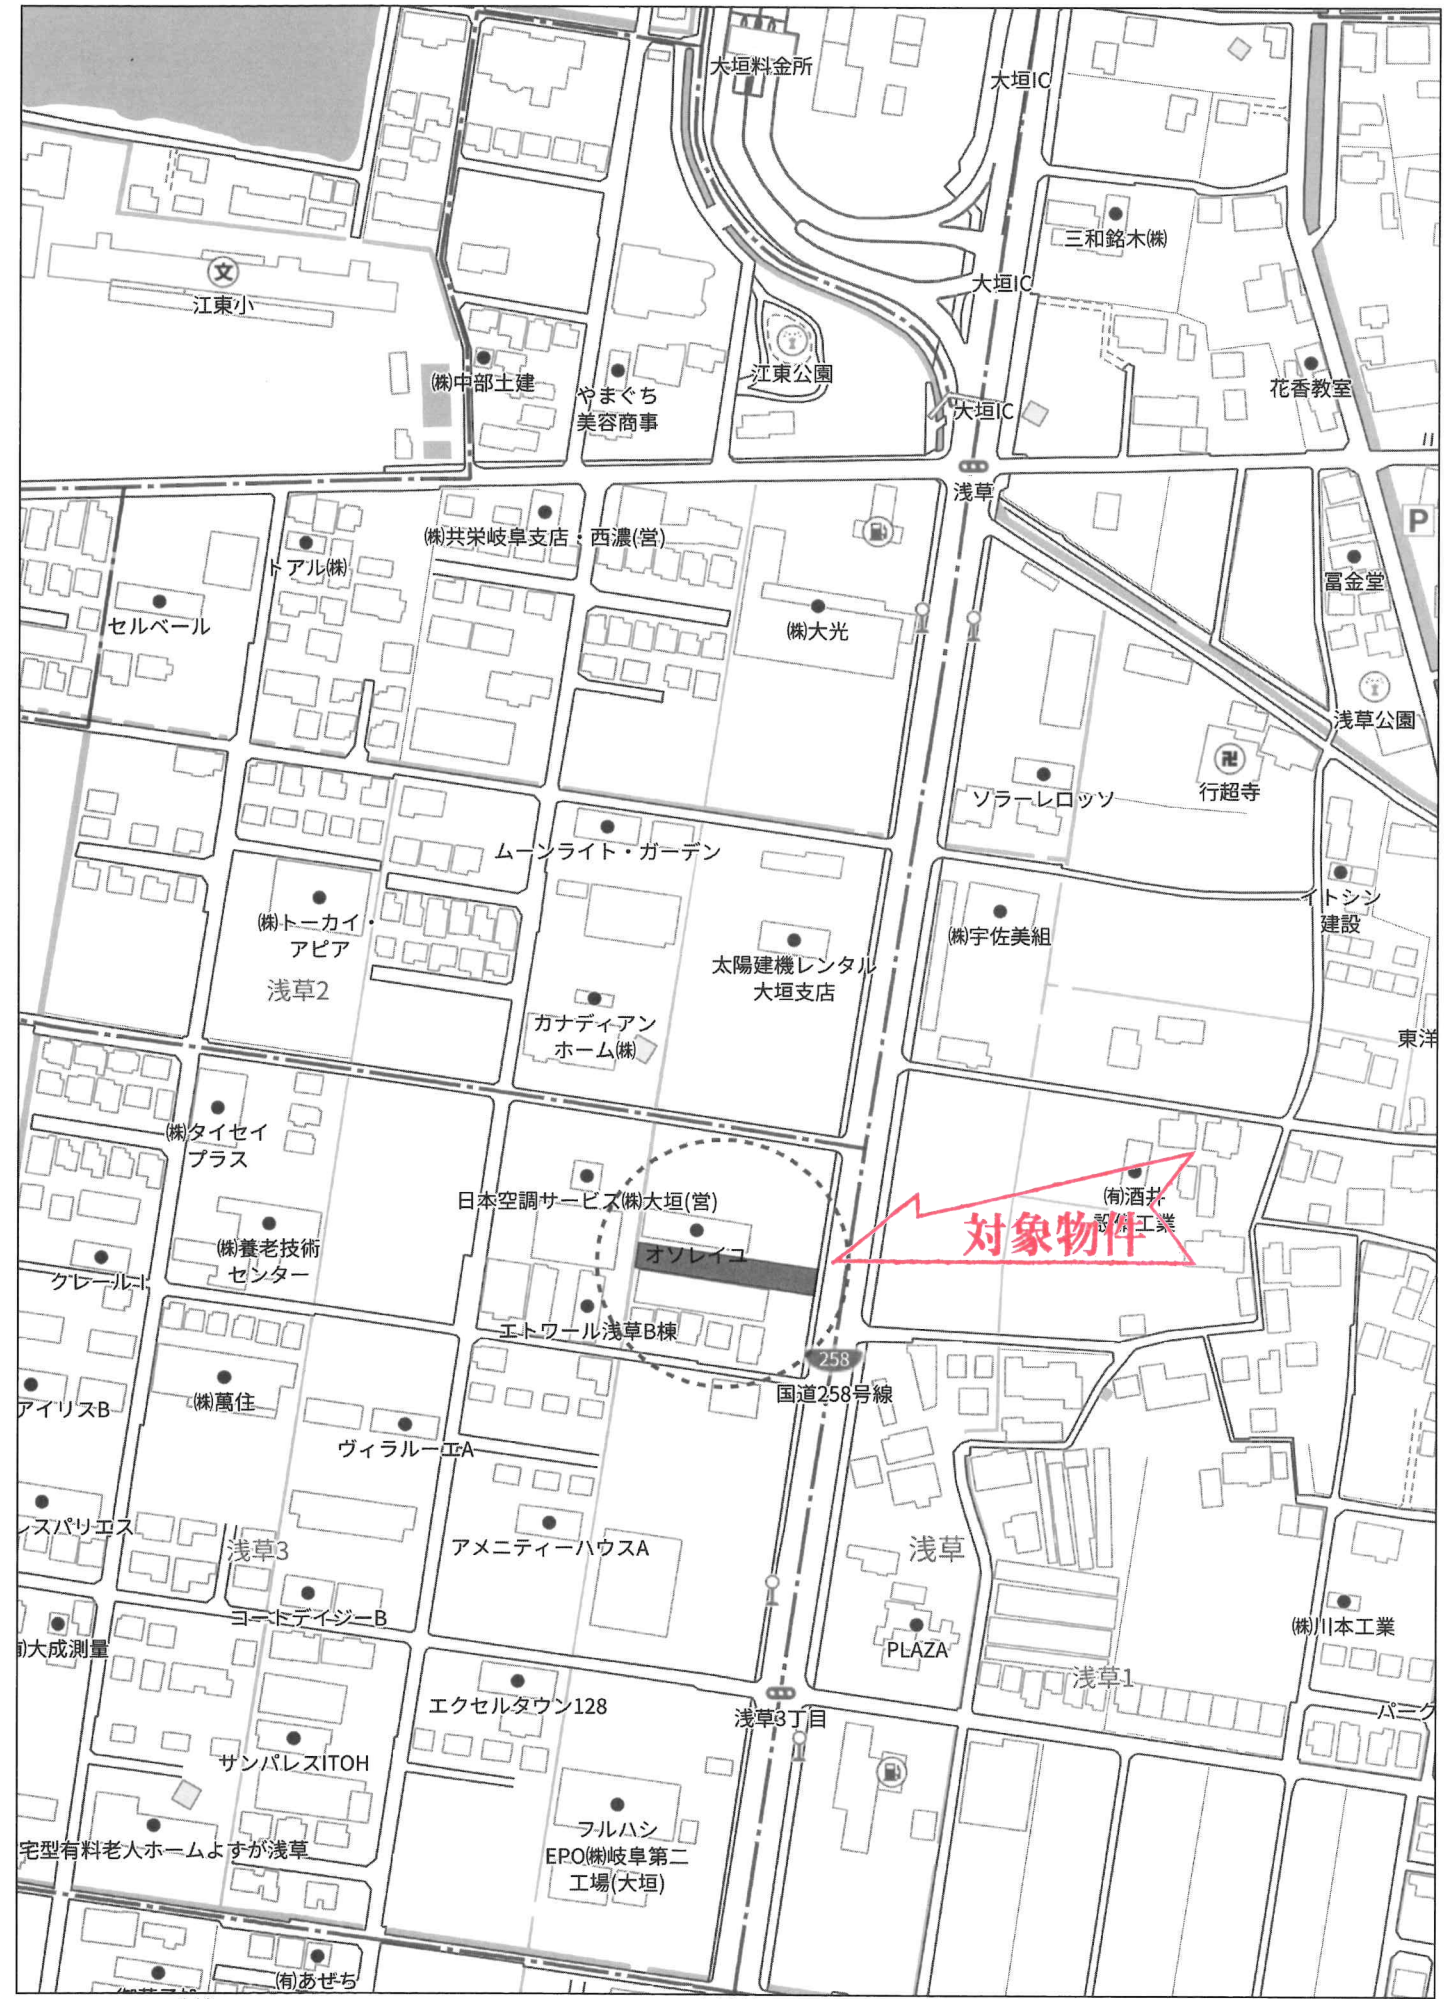 大垣料金所
大垣IC
三和銘木㈱
江東小
大垣IC
江東公園
㈱中部土建
やまぐち
美容商事
花香教室
大垣IC
浅草
P
㈱共栄岐阜支店・西濃(営)
トアル㈱
冨金堂
セルベール
㈱大光
浅草公園
卍
行超寺
ソラーレロッソ
ムーンライト・ガーデン
イトシン
建設
㈱トーカイ・
アピア
㈱宇佐美組
太陽建機レンタル
大垣支店
浅草2
カナディアン
ホーム㈱
東洋
㈱タイセイ
プラス
日本空調サービス㈱大垣(営)
㈲酒井
設備工業
対象物件
㈱養老技術
センター
オソレイユ
クレールⅠ
エトワール浅草B棟
258
国道258号線
アイリスB
㈱萬住
ヴィラルーエA
レスパリエス
浅草3
アメニティーハウスA
浅草
コートデイジーB
㈲大成測量
PLAZA
㈱川本工業
浅草1
エクセルタウン128
浅草3丁目
パーク
サンパレスITOH
フルハシ
EPO㈱岐阜第二
工場(大垣)
宅型有料老人ホームよすが浅草
㈲あぜち